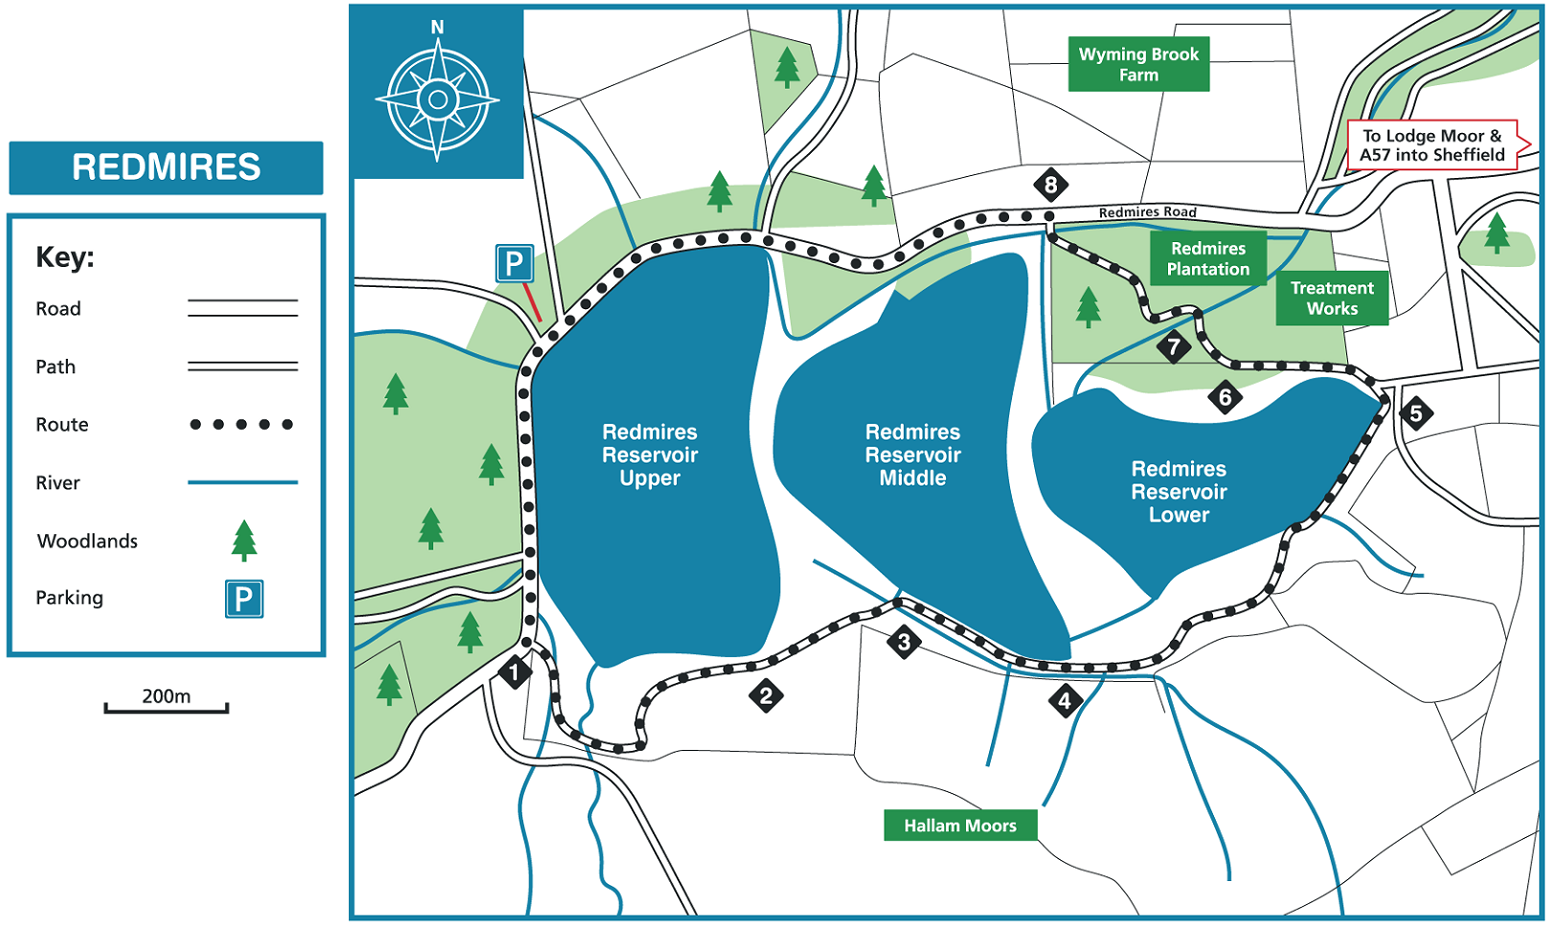 REDMIRES
Key:
Road
Path
Route
River
Woodlands
Parking
P
200m
N
P
Wyming Brook
Farm
To Lodge Moor &
A57 into Sheffield
8
Redmires Road
Redmires
Plantation
Treatment
Works
7
6
5
Redmires
Reservoir
Upper
Redmires
Reservoir
Middle
Redmires
Reservoir
Lower
1
2
3
4
Hallam Moors